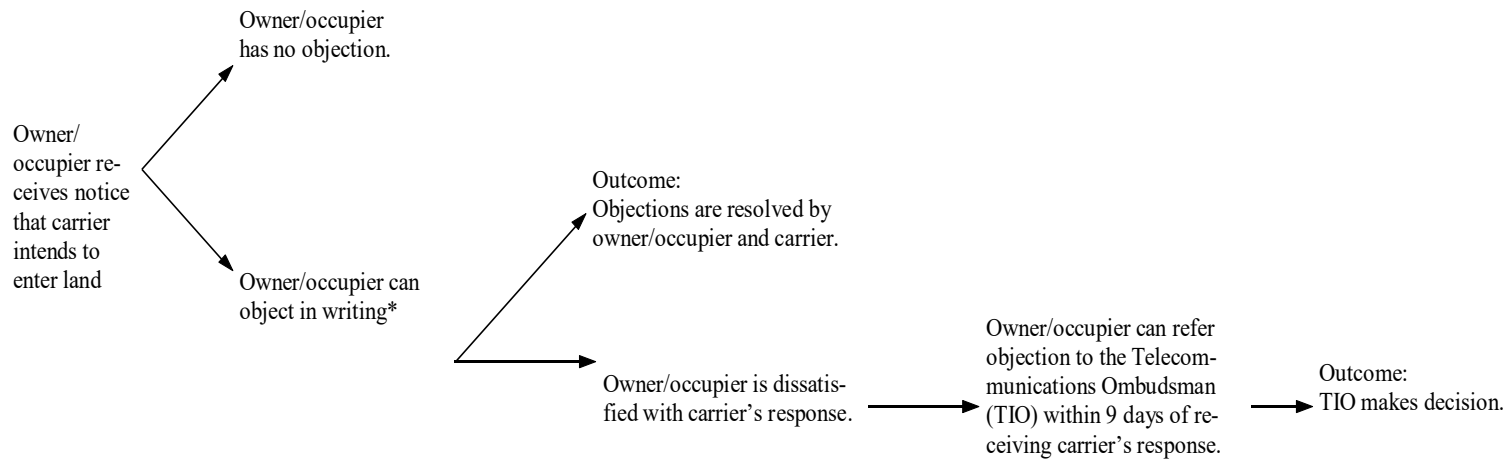 Owner/occupier
has no objection.
Owner/
occupier re-
ceives notice
that carrier
intends to
enter land
Owner/occupier can
object in writing*
Outcome:
Objections are resolved by
owner/occupier and carrier.
Owner/occupier is dissatis-
fied with carrier’s response.
Owner/occupier can refer
objection to the Telecom-
munications Ombudsman
(TIO) within 9 days of re-
ceiving carrier’s response.
Outcome:
TIO makes decision.